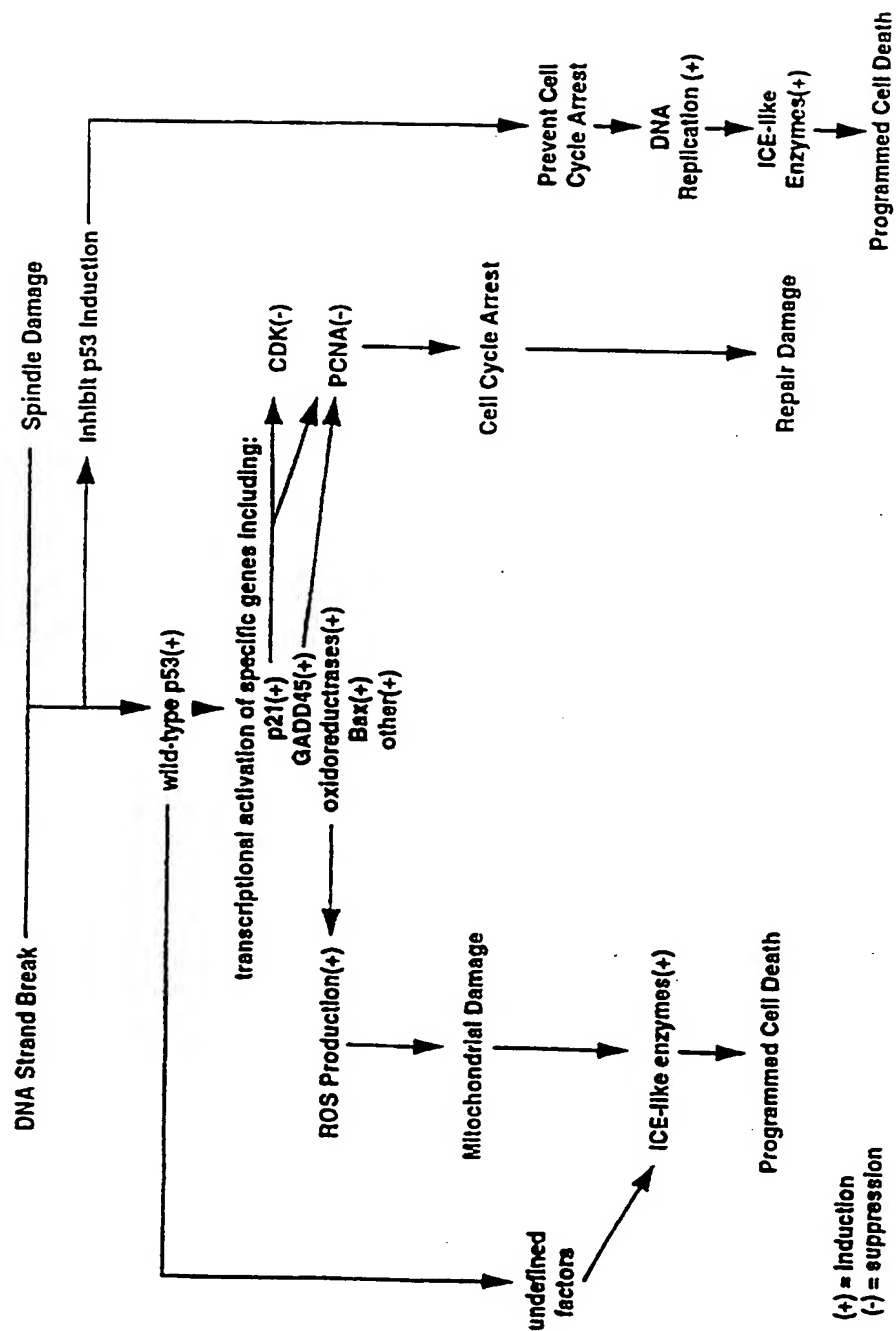 DNA Strand Break
Spindle Damage
Inhibit p53 Induction
wild-type p53(+)
transcriptional activation of specific genes including:
p21(+)
GADD45(+)
oxidoreductrases(+)
Bax(+)
other(+)
CDK(-)
PCNA(-)
ROS Production(+)
Mitochondrial Damage
undefined
factors
ICE-like enzymes(+)
Programmed Cell Death
Cell Cycle Arrest
Repair Damage
Prevent Cell
Cycle Arrest
DNA
Replication (+)
ICE-like
Enzymes(+)
Programmed Cell Death
(+) = induction
(-) = suppression